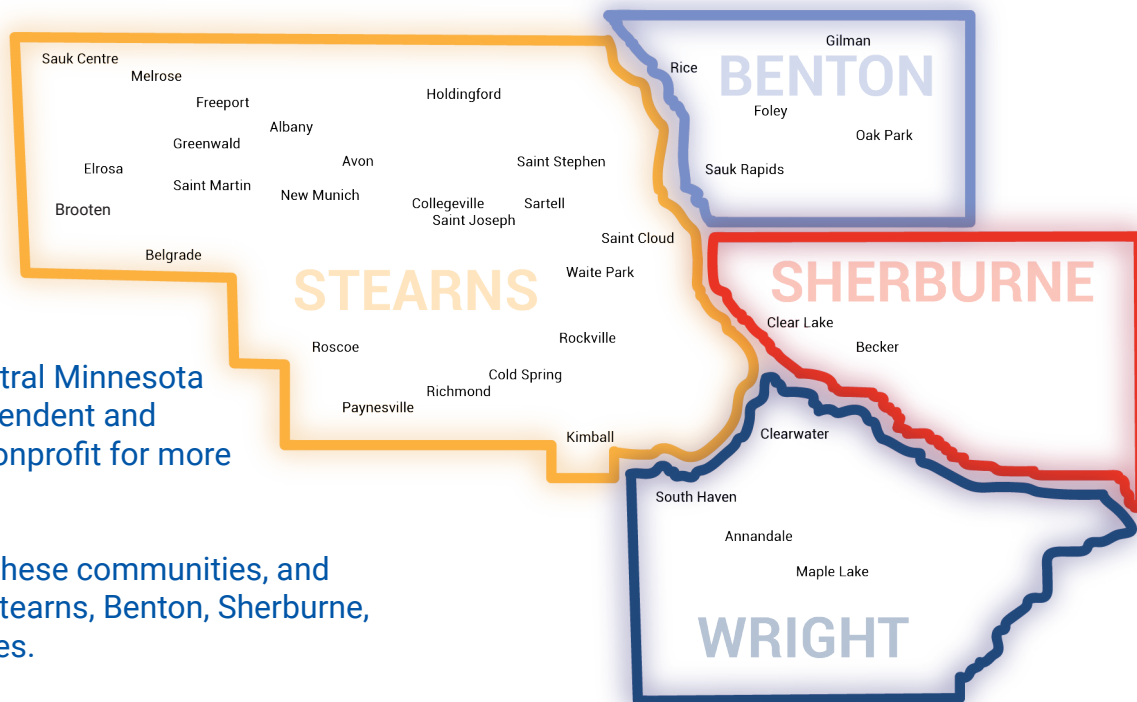 Gilman
Sauk Centre
Rice
BENTON
Melrose
Holdingford
Freeport
Foley
Albany
Oak Park
Greenwald
Avon
Saint Stephen
Elrosa
Sauk Rapids
Saint Martin
New Munich
Collegeville
Sartell
Brooten
Saint Joseph
Saint Cloud
Belgrade
Waite Park
STEARNS
SHERBURNE
Clear Lake
Rockville
Roscoe
Becker
Cold Spring
Richmond
Paynesville
Kimball
Clearwater
South Haven
Annandale
Maple Lake
WRIGHT
tral Minnesota
pendent and
onprofit for more
these communities, and
Stearns, Benton, Sherburne,
es.